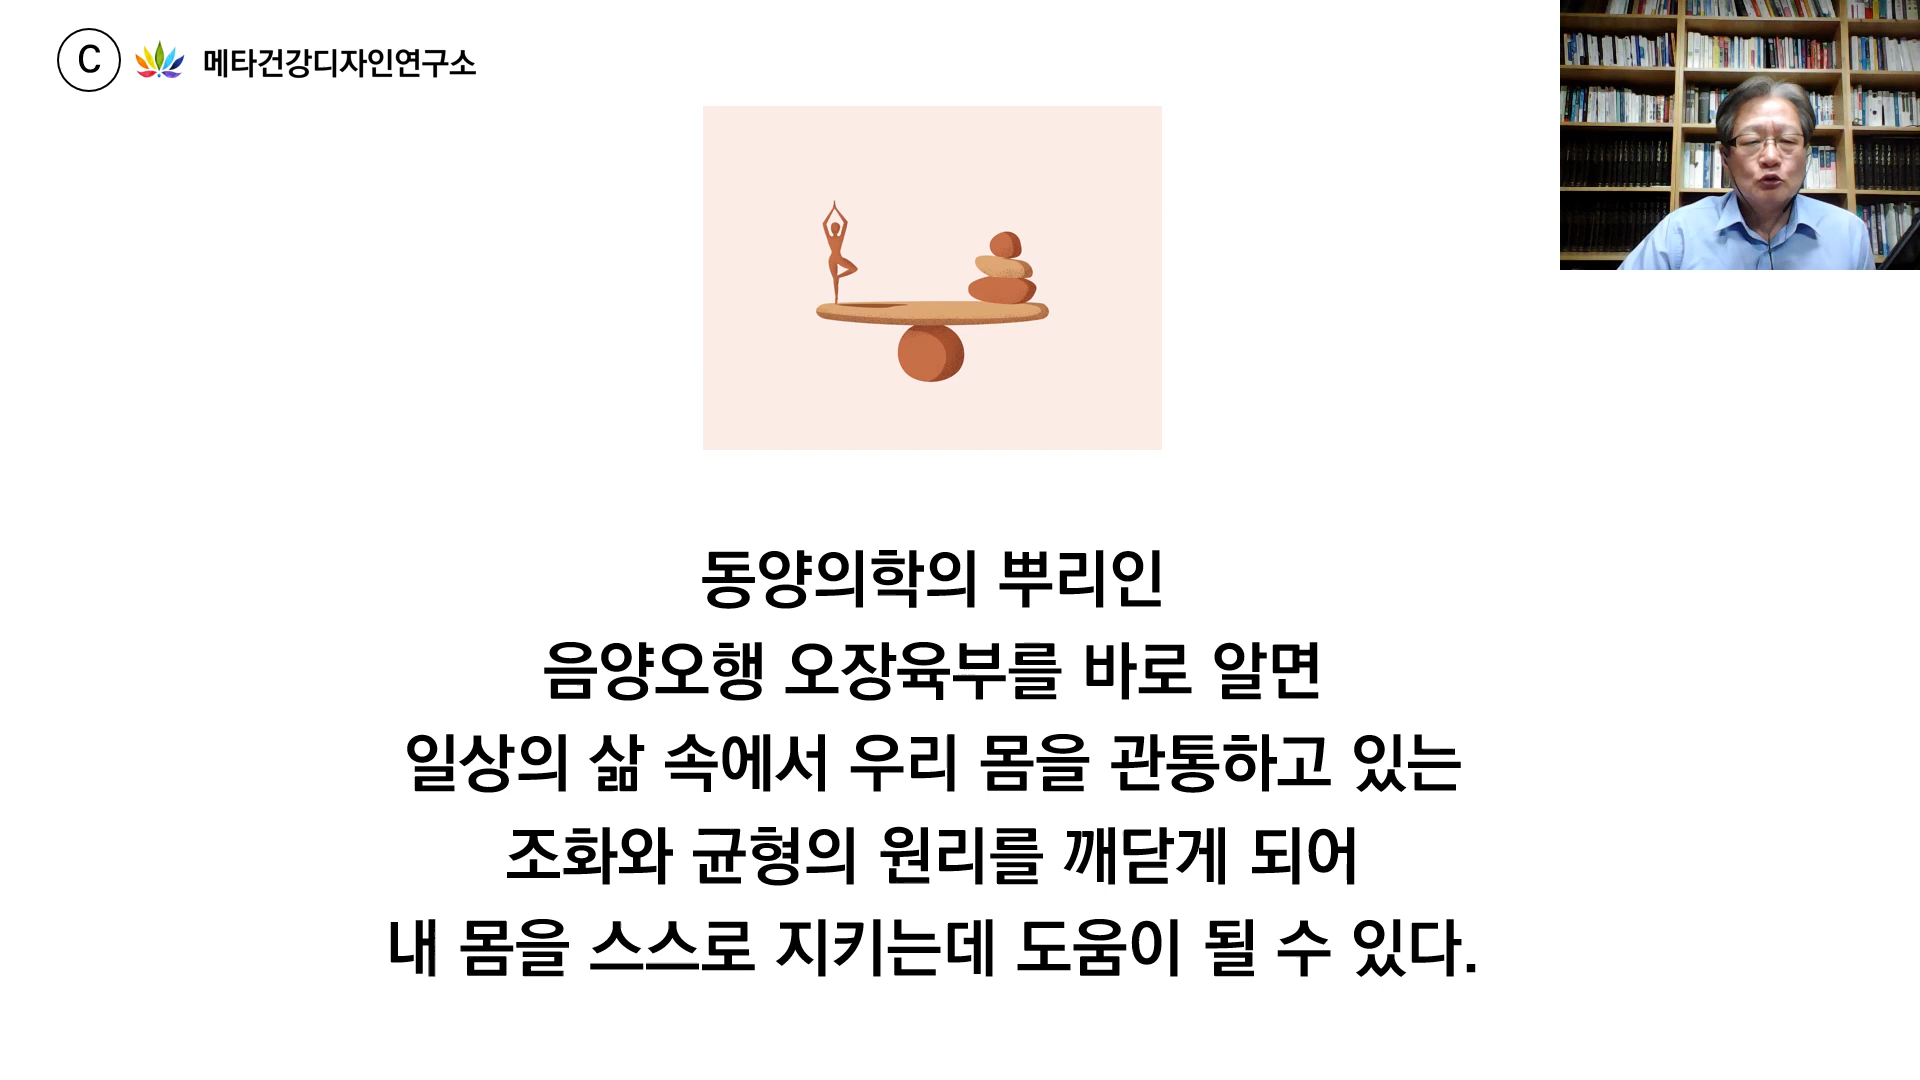 C 메타건강디자인연구소
동양의학의 뿌리인
음양오행 오장육부를 바로 알면
일상의 삶 속에서 우리 몸을 관통하고 있는
조화와 균형의 원리를 깨닫게 되어
내 몸을 스스로 지키는데 도움이 될 수 있다.